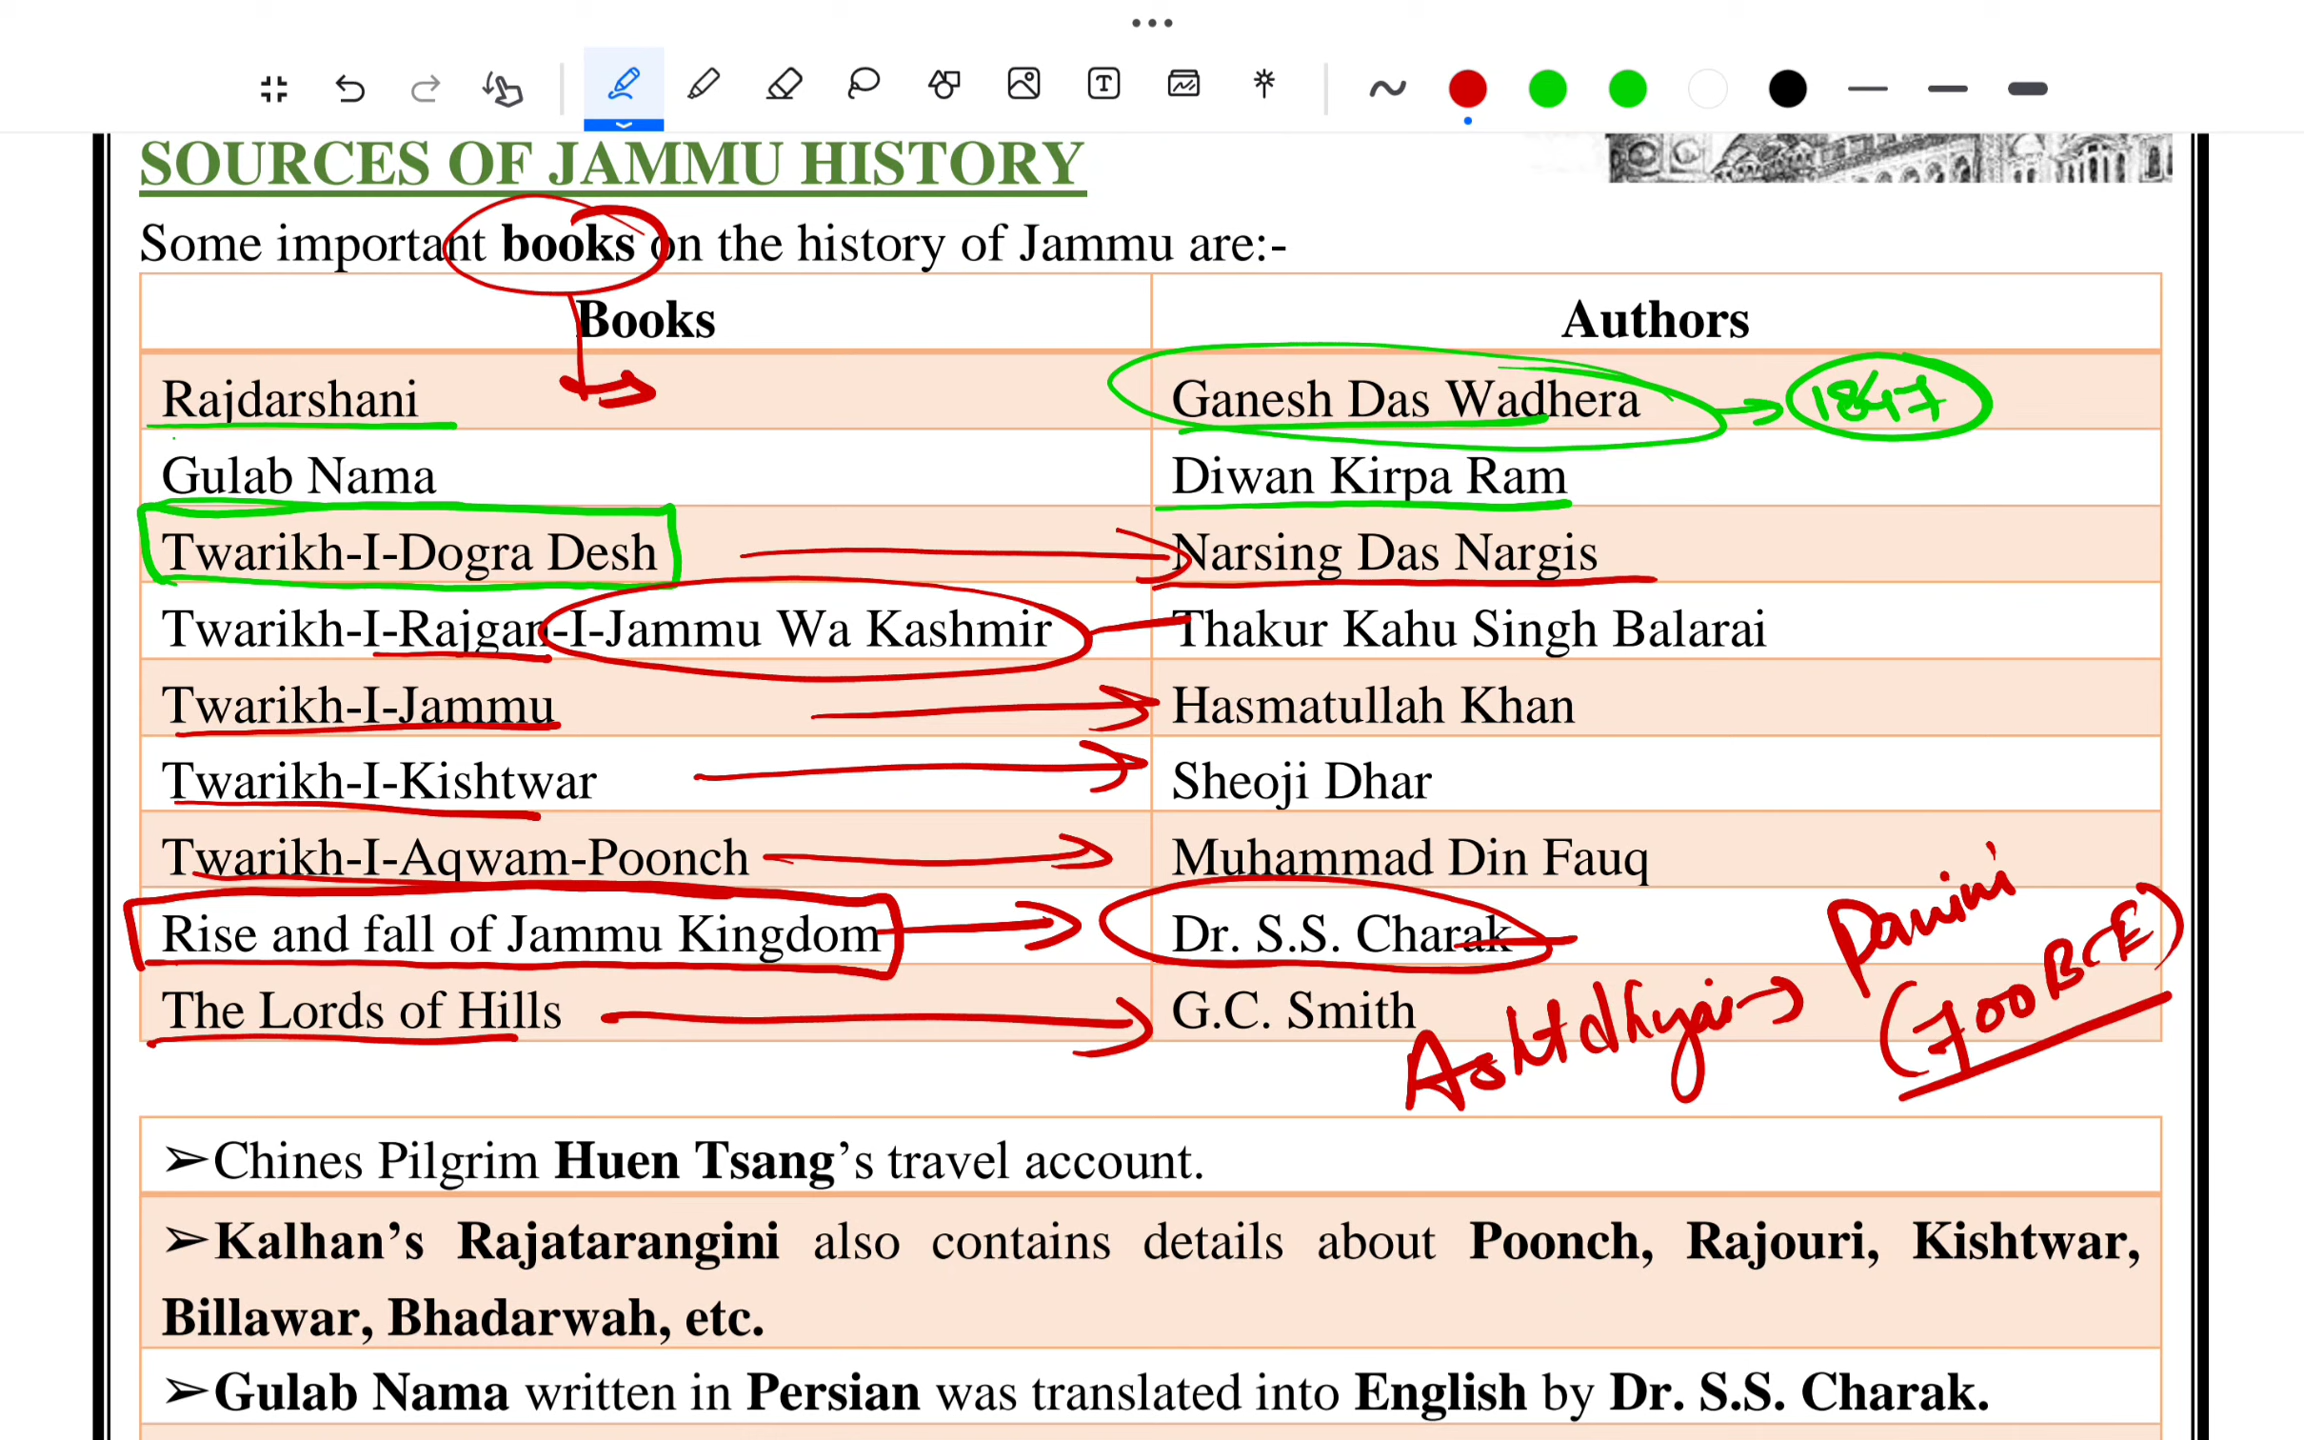 SOURCES OF JAMMU HISTORY
Some important books on the history of Jammu are:-
Books Authors
Rajdarshani Ganesh Das Wadhera 1847
Gulab Nama Diwan Kirpa Ram
Twarikh-I-Dogra Desh Narsing Das Nargis
Twarikh-I-Rajgan-I-Jammu Wa Kashmir Thakur Kahu Singh Balarai
Twarikh-I-Jammu Hasmatullah Khan
Twarikh-I-Kishtwar Sheoji Dhar
Twarikh-I-Aqwam-Poonch Muhammad Din Fauq
Rise and fall of Jammu Kingdom Dr. S.S. Charak
The Lords of Hills G.C. Smith
Ashtdhyai → Panini
(700 BCE)
➢Chines Pilgrim Huen Tsang’s travel account.
➢Kalhan’s Rajatarangini also contains details about Poonch, Rajouri, Kishtwar,
Billawar, Bhadarwah, etc.
➢Gulab Nama written in Persian was translated into English by Dr. S.S. Charak.